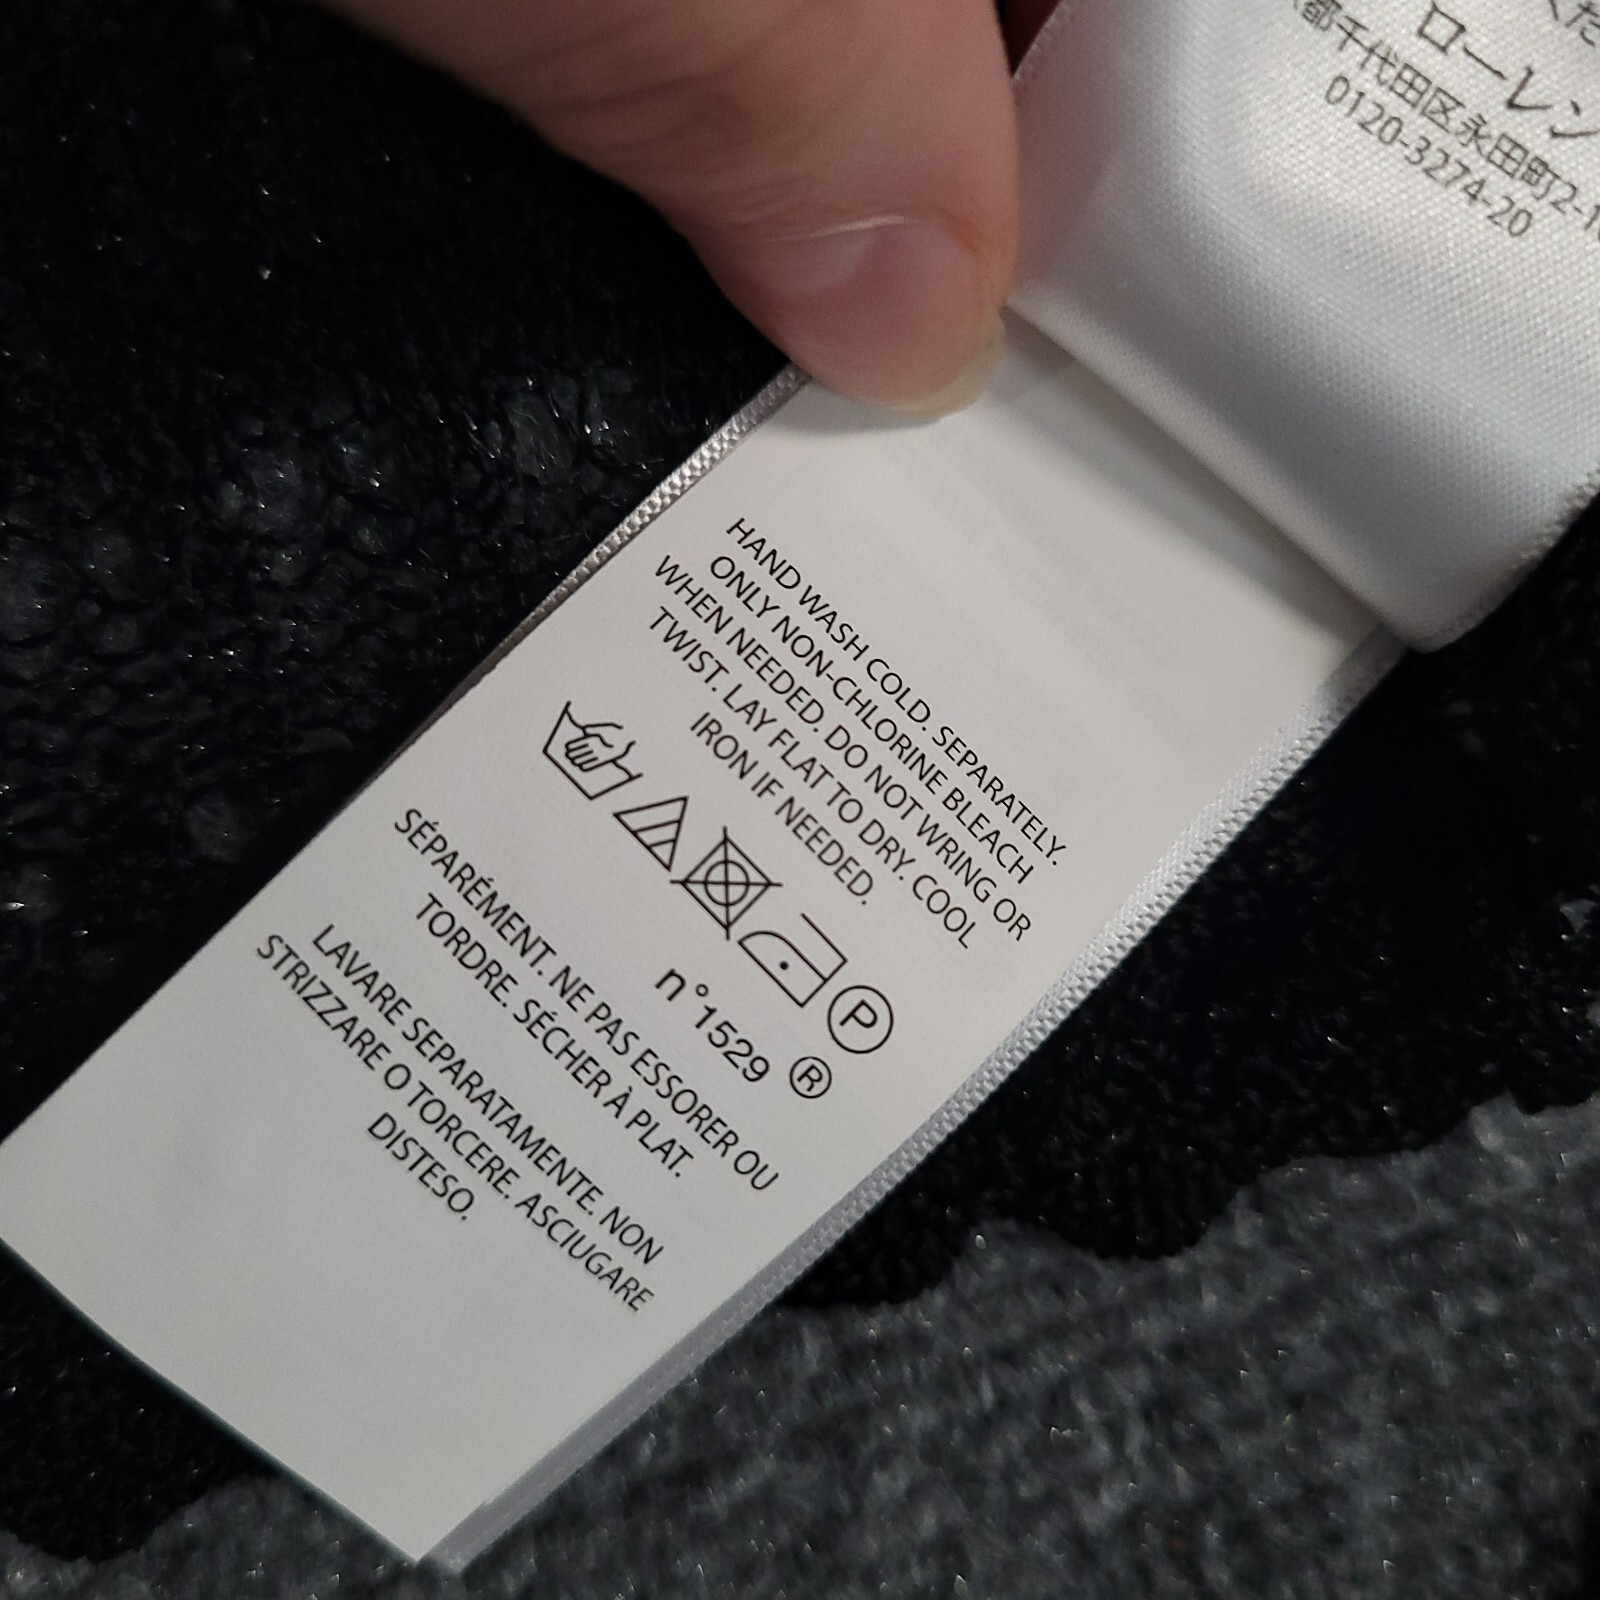 ローレン
都千代田区永田町2-1
0120-3274-20
HAND WASH COLD. SEPARATELY.
ONLY NON-CHLORINE BLEACH
WHEN NEEDED. DO NOT WRING OR
TWIST. LAY FLAT TO DRY. COOL
IRON IF NEEDED.
P
n°1529 ®
SÉPARÉMENT. NE PAS ESSORER OU
TORDRE. SÉCHER À PLAT.
LAVARE SEPARATAMENTE. NON
STRIZZARE O TORCERE. ASCIUGARE
DISTESO.